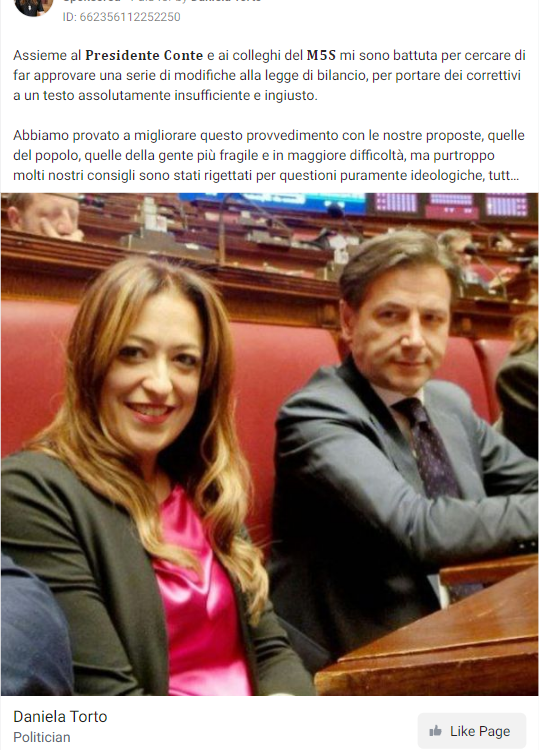 ID: 662356112252250
Assieme al Presidente Conte e ai colleghi del M5S mi sono battuta per cercare di
far approvare una serie di modifiche alla legge di bilancio, per portare dei correttivi
a un testo assolutamente insufficiente e ingiusto.
Abbiamo provato a migliorare questo provvedimento con le nostre proposte, quelle
del popolo, quelle della gente più fragile e in maggiore difficoltà, ma purtroppo
molti nostri consigli sono stati rigettati per questioni puramente ideologiche, tutt...
Daniela Torto
Politician
Like Page